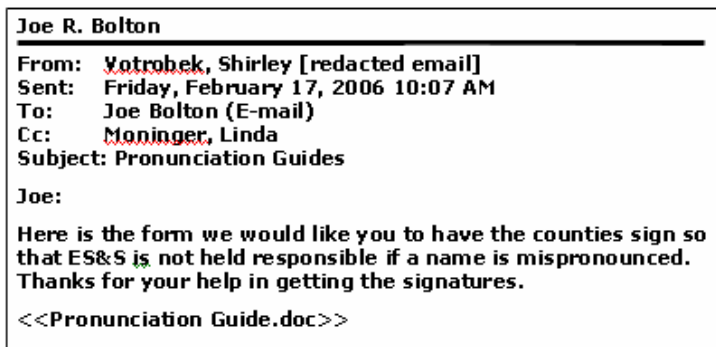 Joe R. Bolton
From: Votrobek, Shirley [redacted email]
Sent: Friday, February 17, 2006 10:07 AM
To: Joe Bolton (E-mail)
Cc: Moninger, Linda
Subject: Pronunciation Guides
Joe:
Here is the form we would like you to have the counties sign so
that ES&S is not held responsible if a name is mispronounced.
Thanks for your help in getting the signatures.
<<Pronunciation Guide.doc>>